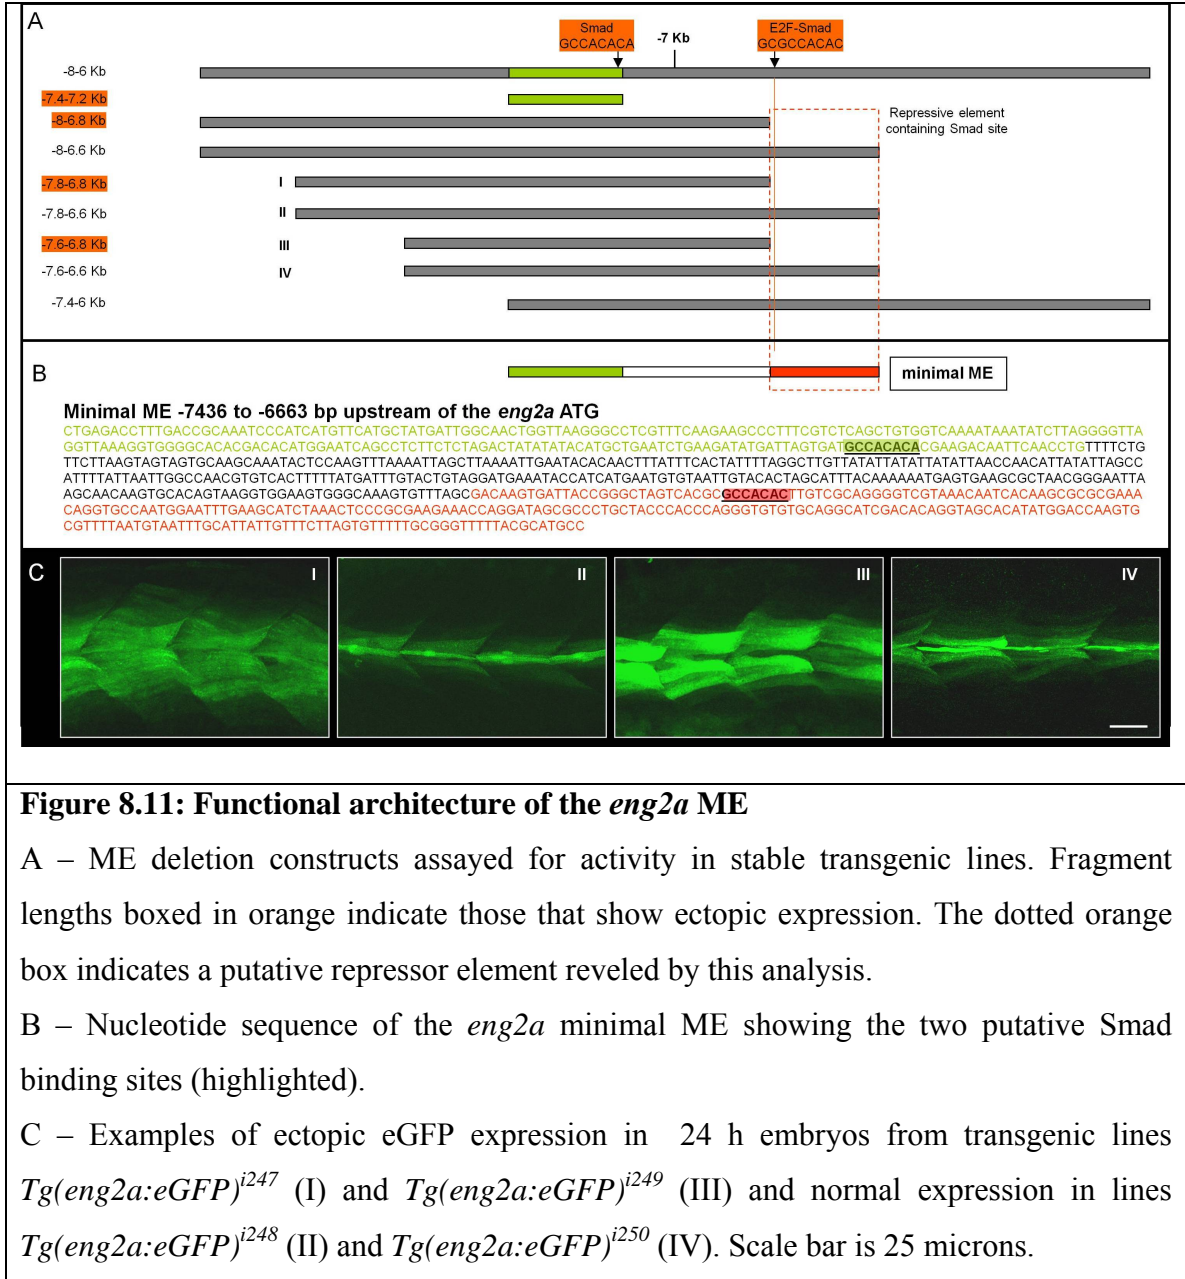 A
Smad
GCCACACA
-7 Kb
E2F-Smad
GCGCCACAC
-8-6 Kb
-7.4-7.2 Kb
-8-6.8 Kb
Repressive element
containing Smad site
-8-6.6 Kb
-7.8-6.8 Kb
I
-7.8-6.6 Kb
II
-7.6-6.8 Kb
III
-7.6-6.6 Kb
IV
-7.4-6 Kb
B
minimal ME
Minimal ME -7436 to -6663 bp upstream of the eng2a ATG
CTGAGACCTTTGACCGCAAATCCCATCATGTTCATGCTATGATTGGCAACTGGTTAAGGGCCTCGTTTCAAGAAGCCCTTTCGTCTCAGCTGTGGTCAAAATAAATATCTTAGGGGTTA
GGTTAAAGGTGGGGCACACGACACATGGAATCAGCCTCTTCTCTAGACTATATATACATGCTGAATCTGAAGATATGATTAGTGATGCCACACACGAAGACAATTCAACCTGTTTTCTG
TTCTTAAGTAGTAGTGCAAGCAAATACTCCAAGTTTAAAATTAGCTTAAAATTGAATACACAACTTTATTTCACTATTTTAGGCTTGTTATATTATATTATATTAACCAACATTATATTAGCC
ATTTTATTAATTGGCCAACGTGTCACTTTTTATGATTTGTACTGTAGGATGAAATACCATCATGAATGTGTAATTGTACACTAGCATTTACAAAAAATGAGTGAAGCGCTAACGGGAATTA
AGCAACAAGTGCACAGTAAGGTGGAAGTGGGCAAAGTGTTTAGCGACAAGTGATTACCGGGCTAGTCACGCGCCACACTTGTCGCAGGGGTCGTAAACAATCACAAGCGCGCGAAA
CAGGTGCCAATGGAATTTGAAGCATCTAAACTCCCGCGAAGAAACCAGGATAGCGCCCTGCTACCCACCCAGGGTGTGTGCAGGCATCGACACAGGTAGCACATATGGACCAAGTG
CGTTTTAATGTAATTTGCATTATTGTTTCTTAGTGTTTTTGCGGGTTTTTACGCATGCC
C
I
II
III
IV
Figure 8.11: Functional architecture of the eng2a ME
A – ME deletion constructs assayed for activity in stable transgenic lines. Fragment
lengths boxed in orange indicate those that show ectopic expression. The dotted orange
box indicates a putative repressor element reveled by this analysis.
B – Nucleotide sequence of the eng2a minimal ME showing the two putative Smad
binding sites (highlighted).
C – Examples of ectopic eGFP expression in 24 h embryos from transgenic lines
Tg(eng2a:eGFP)i247 (I) and Tg(eng2a:eGFP)i249 (III) and normal expression in lines
Tg(eng2a:eGFP)i248 (II) and Tg(eng2a:eGFP)i250 (IV). Scale bar is 25 microns.